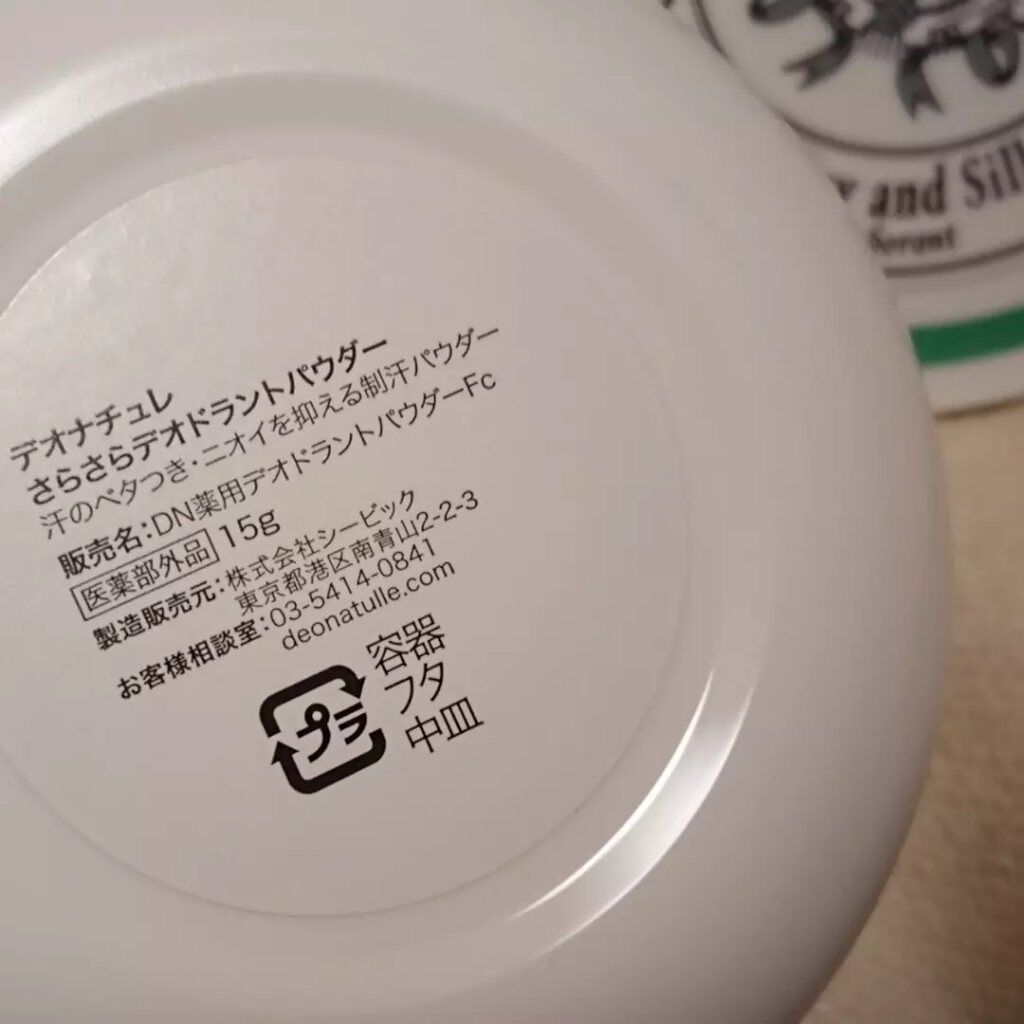 デオナチュレ
さらさらデオドラントパウダー
汗のベタつき・ニオイを抑える制汗パウダー
販売名:DN薬用デオドラントパウダーFc
医薬部外品 15g
製造販売元:株式会社シービック
東京都港区南青山2-2-3
お客様相談室:03-5414-0841
deonatulle.com
プラ
容器
フタ
中皿
and